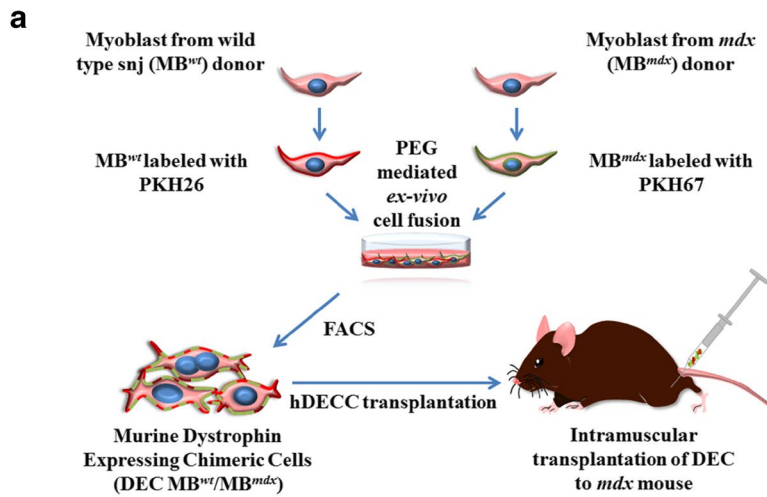 a
Myoblast from wild
type snj (MBwt) donor
Myoblast from mdx
(MBmdx) donor
MBwt labeled with
PKH26
PEG
mediated
ex-vivo
cell fusion
MBmdx labeled with
PKH67
FACS
hDECC transplantation
Murine Dystrophin
Expressing Chimeric Cells
(DEC MBwt/MBmdx)
Intramuscular
transplantation of DEC
to mdx mouse